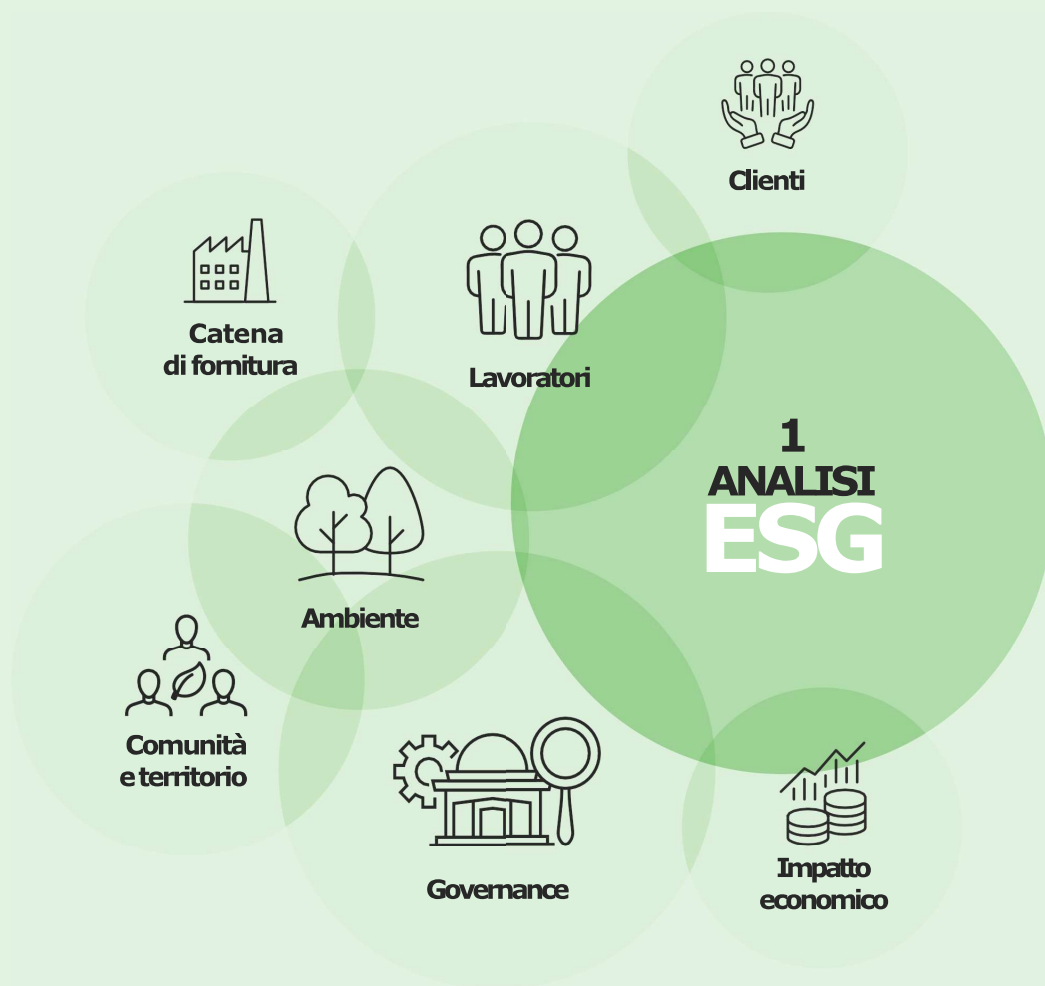 Clienti
Catena
di fornitura
Lavoratori
1
ANALISI
ESG
Ambiente
Comunità
e territorio
Governance
Impatto
economico